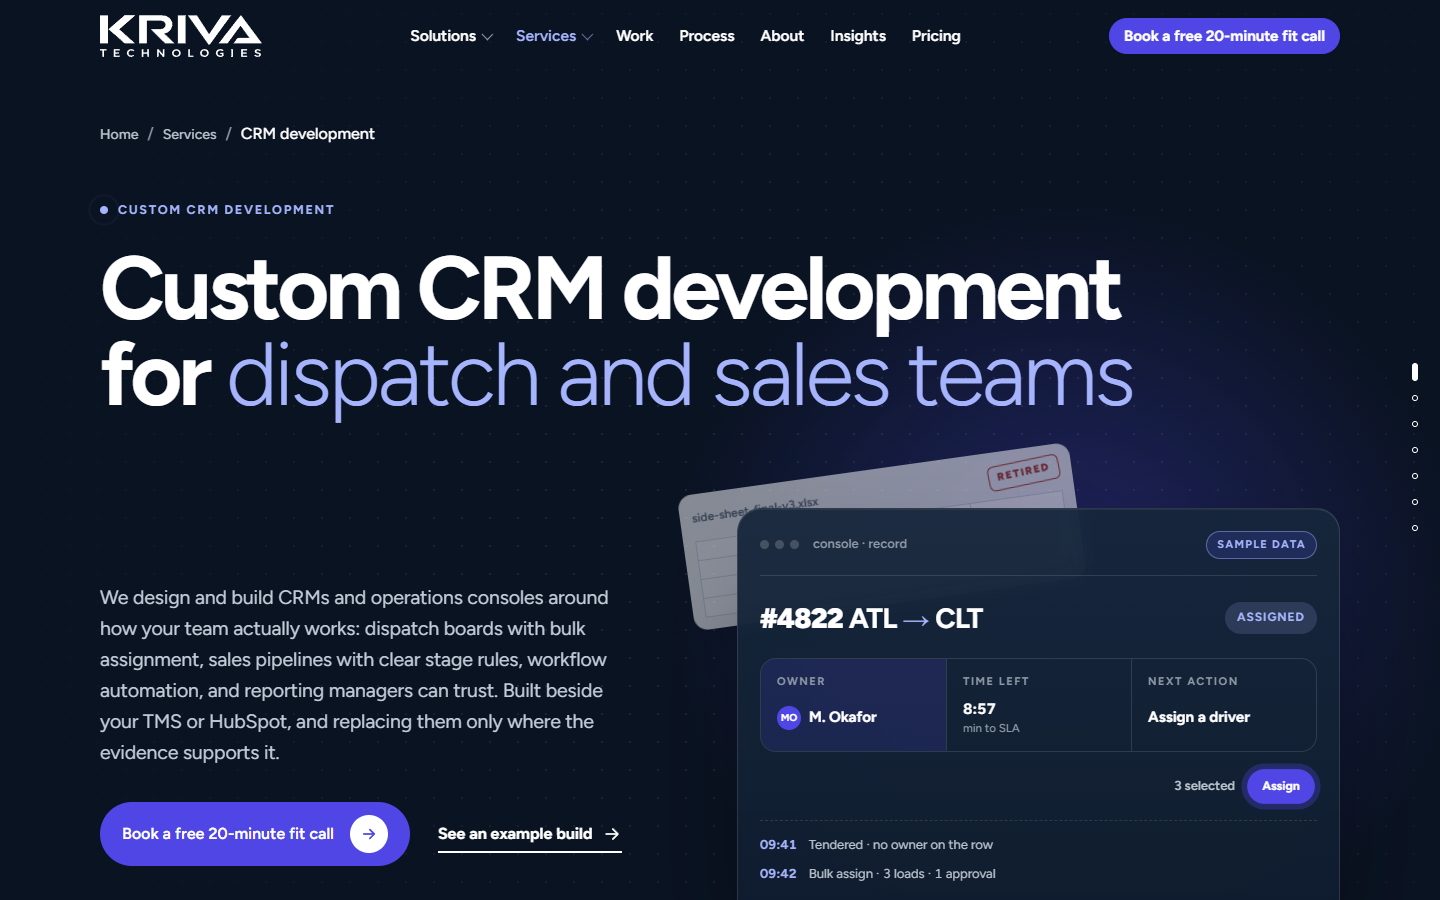 KRIVA
TECHNOLOGIES
Solutions
Services
Work
Process
About
Insights
Pricing
Book a free 20-minute fit call
Home / Services / CRM development
CUSTOM CRM DEVELOPMENT
Custom CRM development
for dispatch and sales teams
RETIRED
side-sheet-final-v3.xlsx
console · record
SAMPLE DATA
#4822 ATL → CLT
ASSIGNED
OWNER
MO M. Okafor
TIME LEFT
8:57
min to SLA
NEXT ACTION
Assign a driver
3 selected
Assign
09:41 Tendered · no owner on the row
09:42 Bulk assign · 3 loads · 1 approval
We design and build CRMs and operations consoles around
how your team actually works: dispatch boards with bulk
assignment, sales pipelines with clear stage rules, workflow
automation, and reporting managers can trust. Built beside
your TMS or HubSpot, and replacing them only where the
evidence supports it.
Book a free 20-minute fit call →
See an example build →